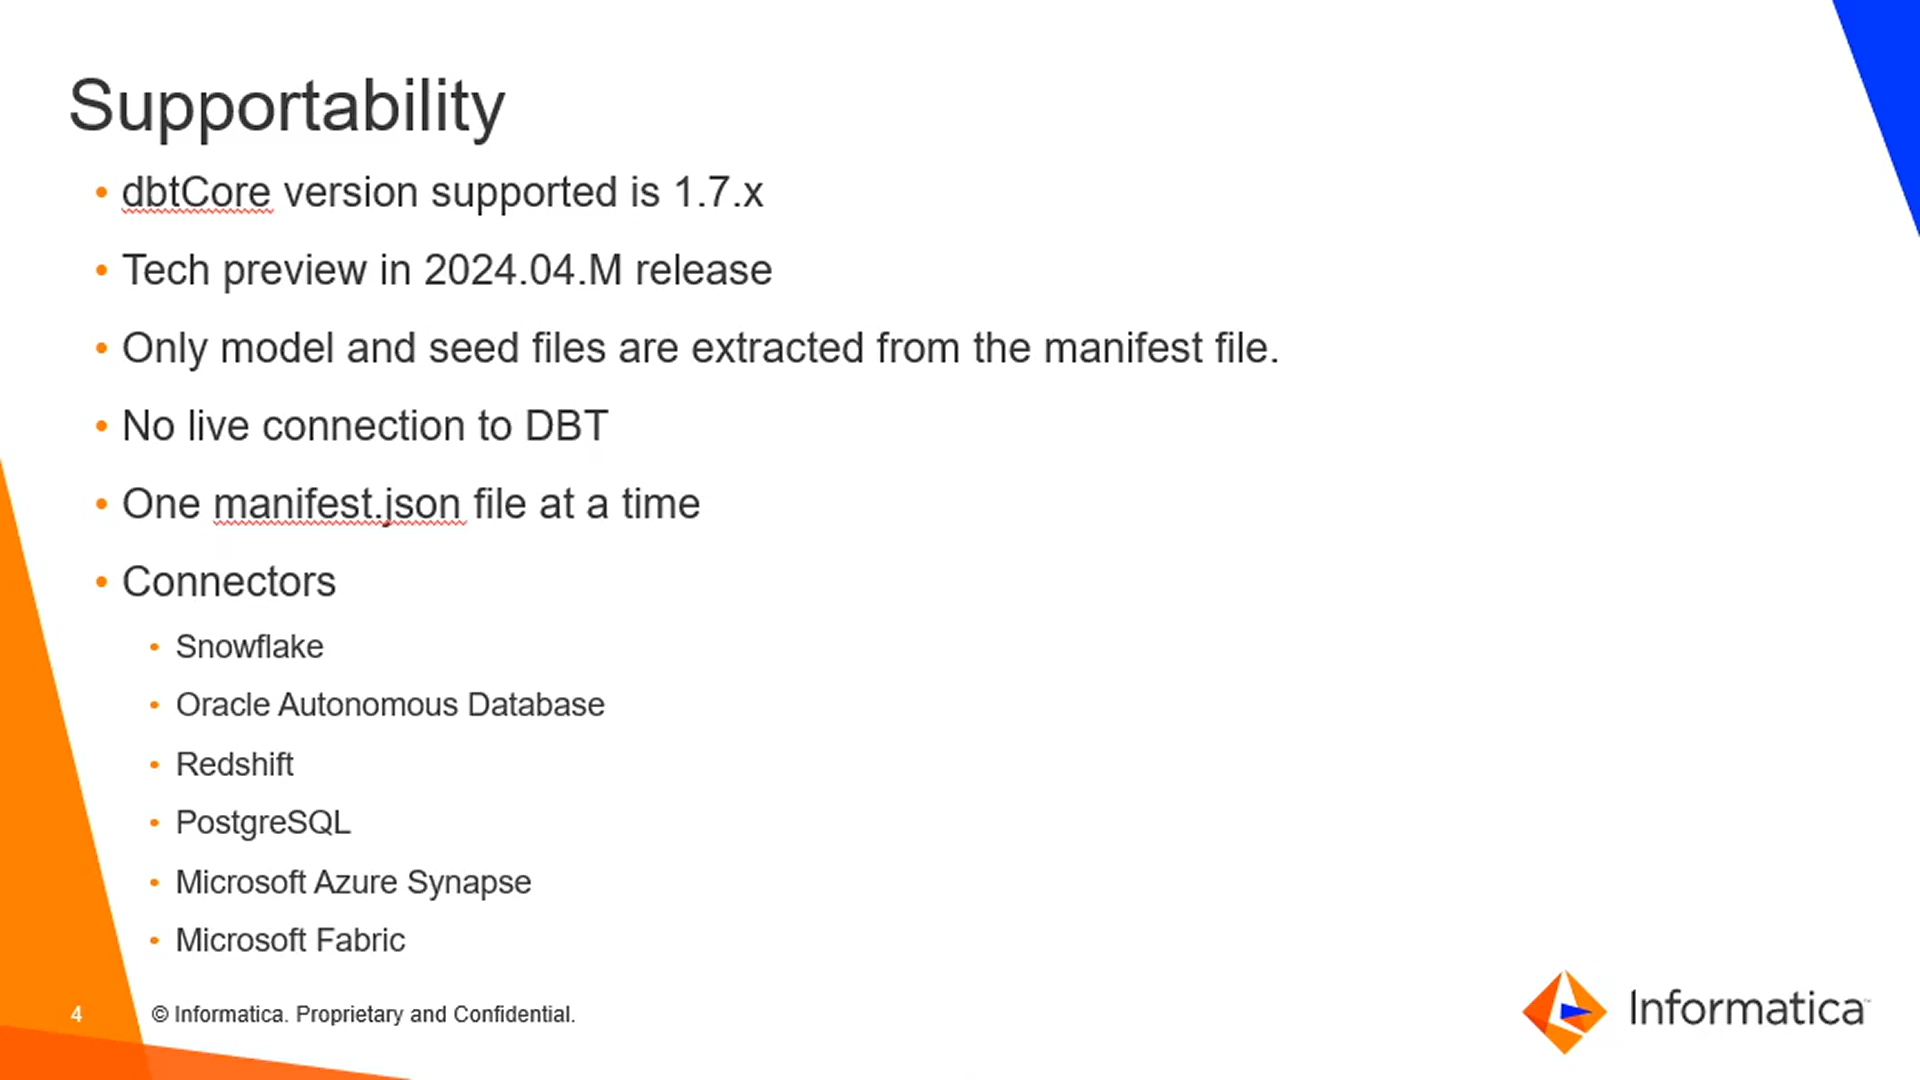 Supportability
• dbtCore version supported is 1.7.x
• Tech preview in 2024.04.M release
• Only model and seed files are extracted from the manifest file.
• No live connection to DBT
• One manifest.json file at a time
• Connectors
• Snowflake
• Oracle Autonomous Database
• Redshift
• PostgreSQL
• Microsoft Azure Synapse
• Microsoft Fabric
4 © Informatica. Proprietary and Confidential.
Informatica™